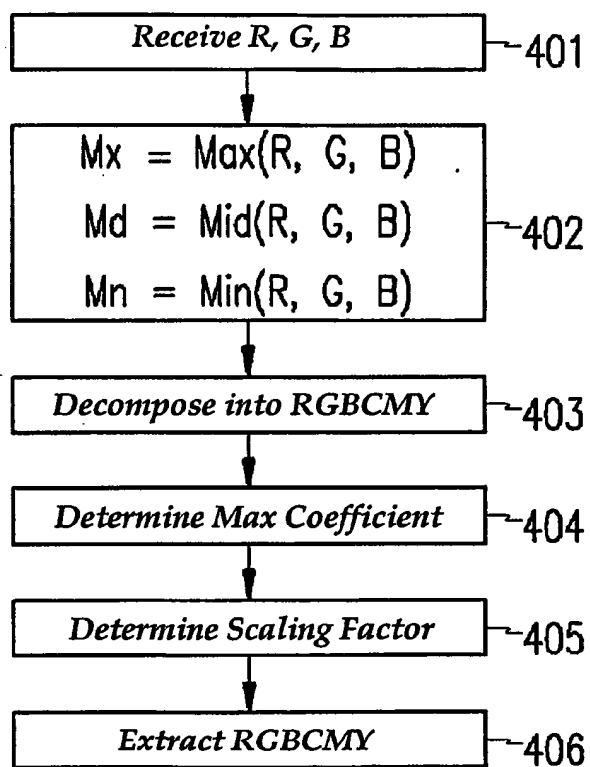 Receive R, G, B 401
Mx = Max(R, G, B)
Md = Mid(R, G, B) 402
Mn = Min(R, G, B)
Decompose into RGBCMY 403
Determine Max Coefficient 404
Determine Scaling Factor 405
Extract RGBCMY 406